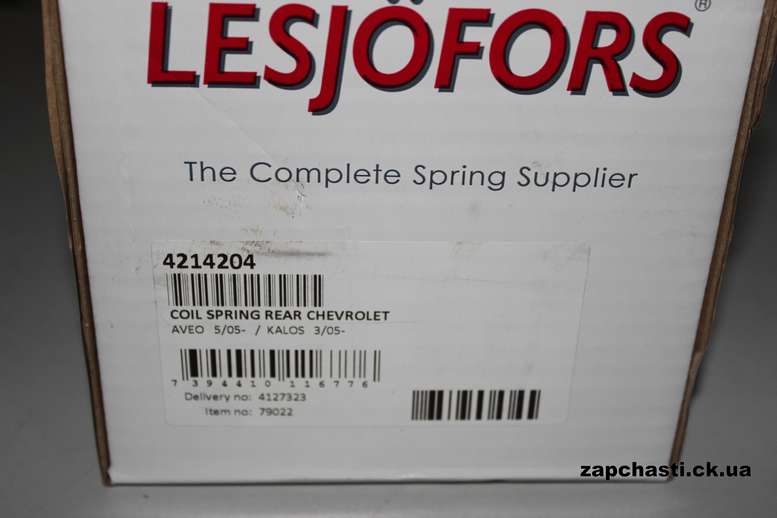 LESJÖFORS®
The Complete Spring Supplier
4214204
COIL SPRING REAR CHEVROLET
AVEO 5/05- / KALOS 3/05-
7 394410 116776
Delivery no: 4127323
Item no: 79022
zapchasti.ck.ua